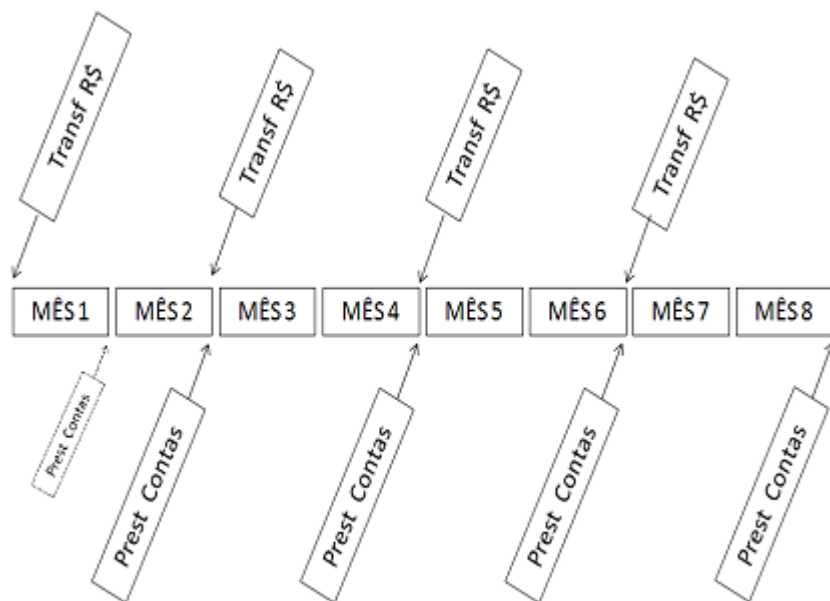 Transf R$
Transf R$
Transf R$
Transf R$
MÊS1
MÊS2
MÊS3
MÊS4
MÊS5
MÊS6
MÊS7
MÊS8
Prest Contas
Prest Contas
Prest Contas
Prest Contas
Prest Contas